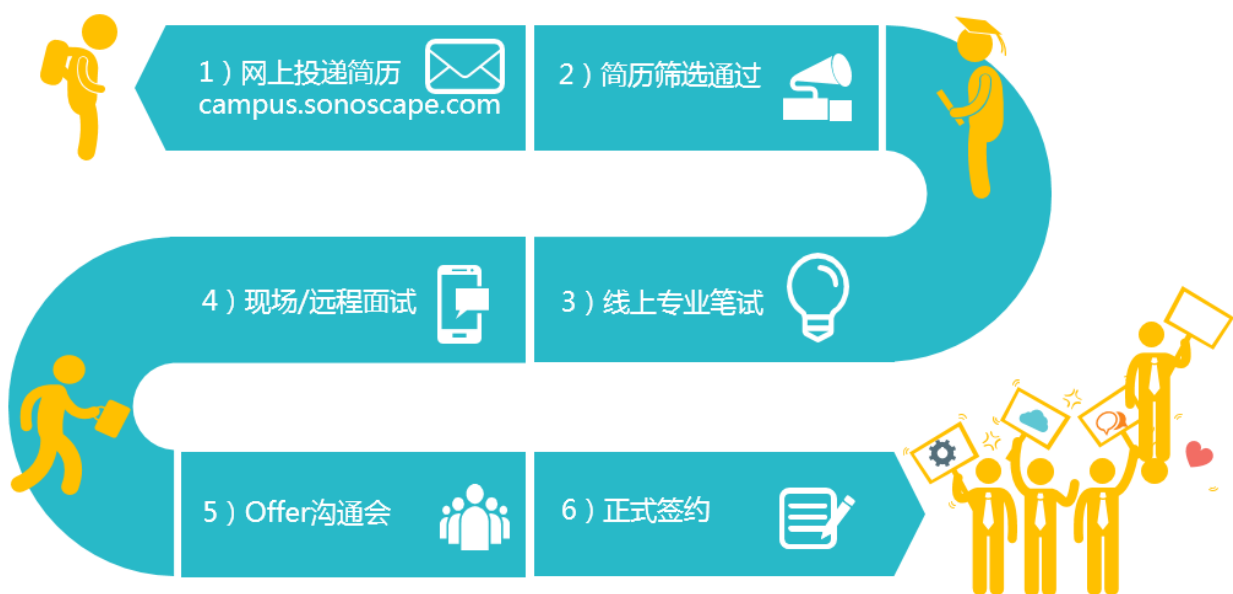 1）网上投递简历
campus.sonoscape.com
2）简历筛选通过
3）线上专业笔试
4）现场/远程面试
5）Offer沟通会
6）正式签约